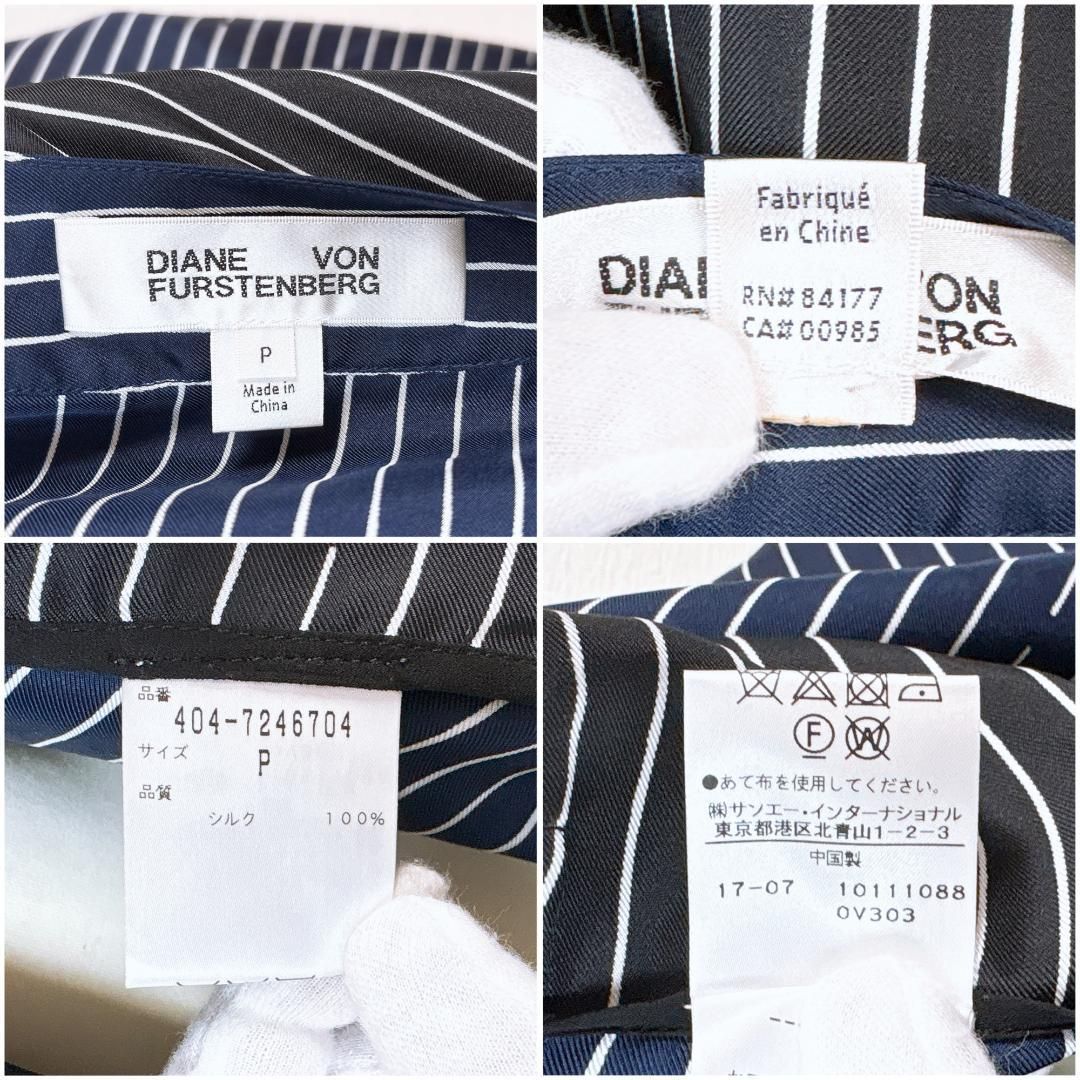 DIANE VON
FURSTENBERG
P
Made in
China
Fabriqué
en Chine
RN#84177
CA#00985
DIA VON
ERG
品番
404-7246704
サイズ
P
品質
シルク 100%
F W
●あて布を使用してください。
㈱サンエー・インターナショナル
東京都港区北青山1-2-3
中国製
17-07 10111088
0V303